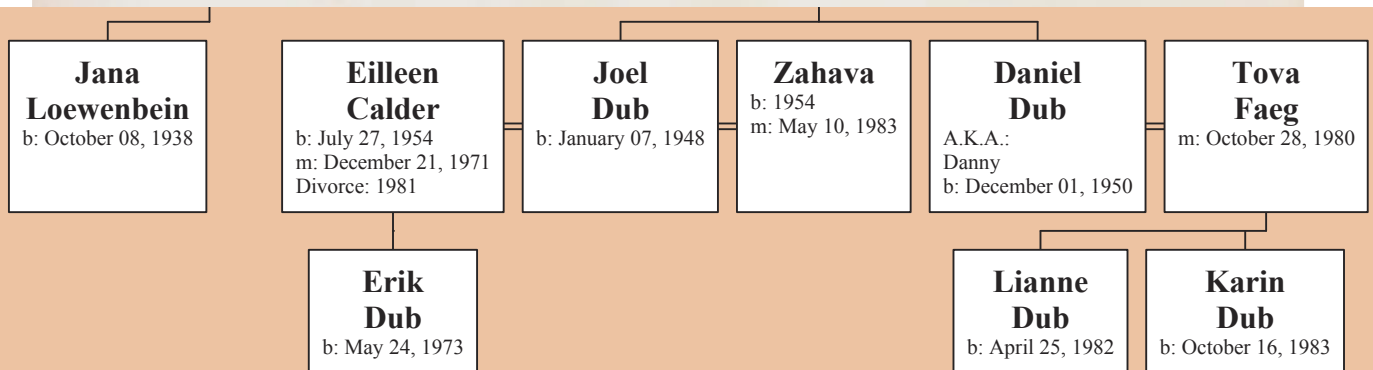 Jana
Loewenbein
b: October 08, 1938
Eilleen
Calder
b: July 27, 1954
m: December 21, 1971
Divorce: 1981
Joel
Dub
b: January 07, 1948
Zahava
b: 1954
m: May 10, 1983
Daniel
Dub
A.K.A.:
Danny
b: December 01, 1950
Tova
Faeg
m: October 28, 1980
Erik
Dub
b: May 24, 1973
Lianne
Dub
b: April 25, 1982
Karin
Dub
b: October 16, 1983